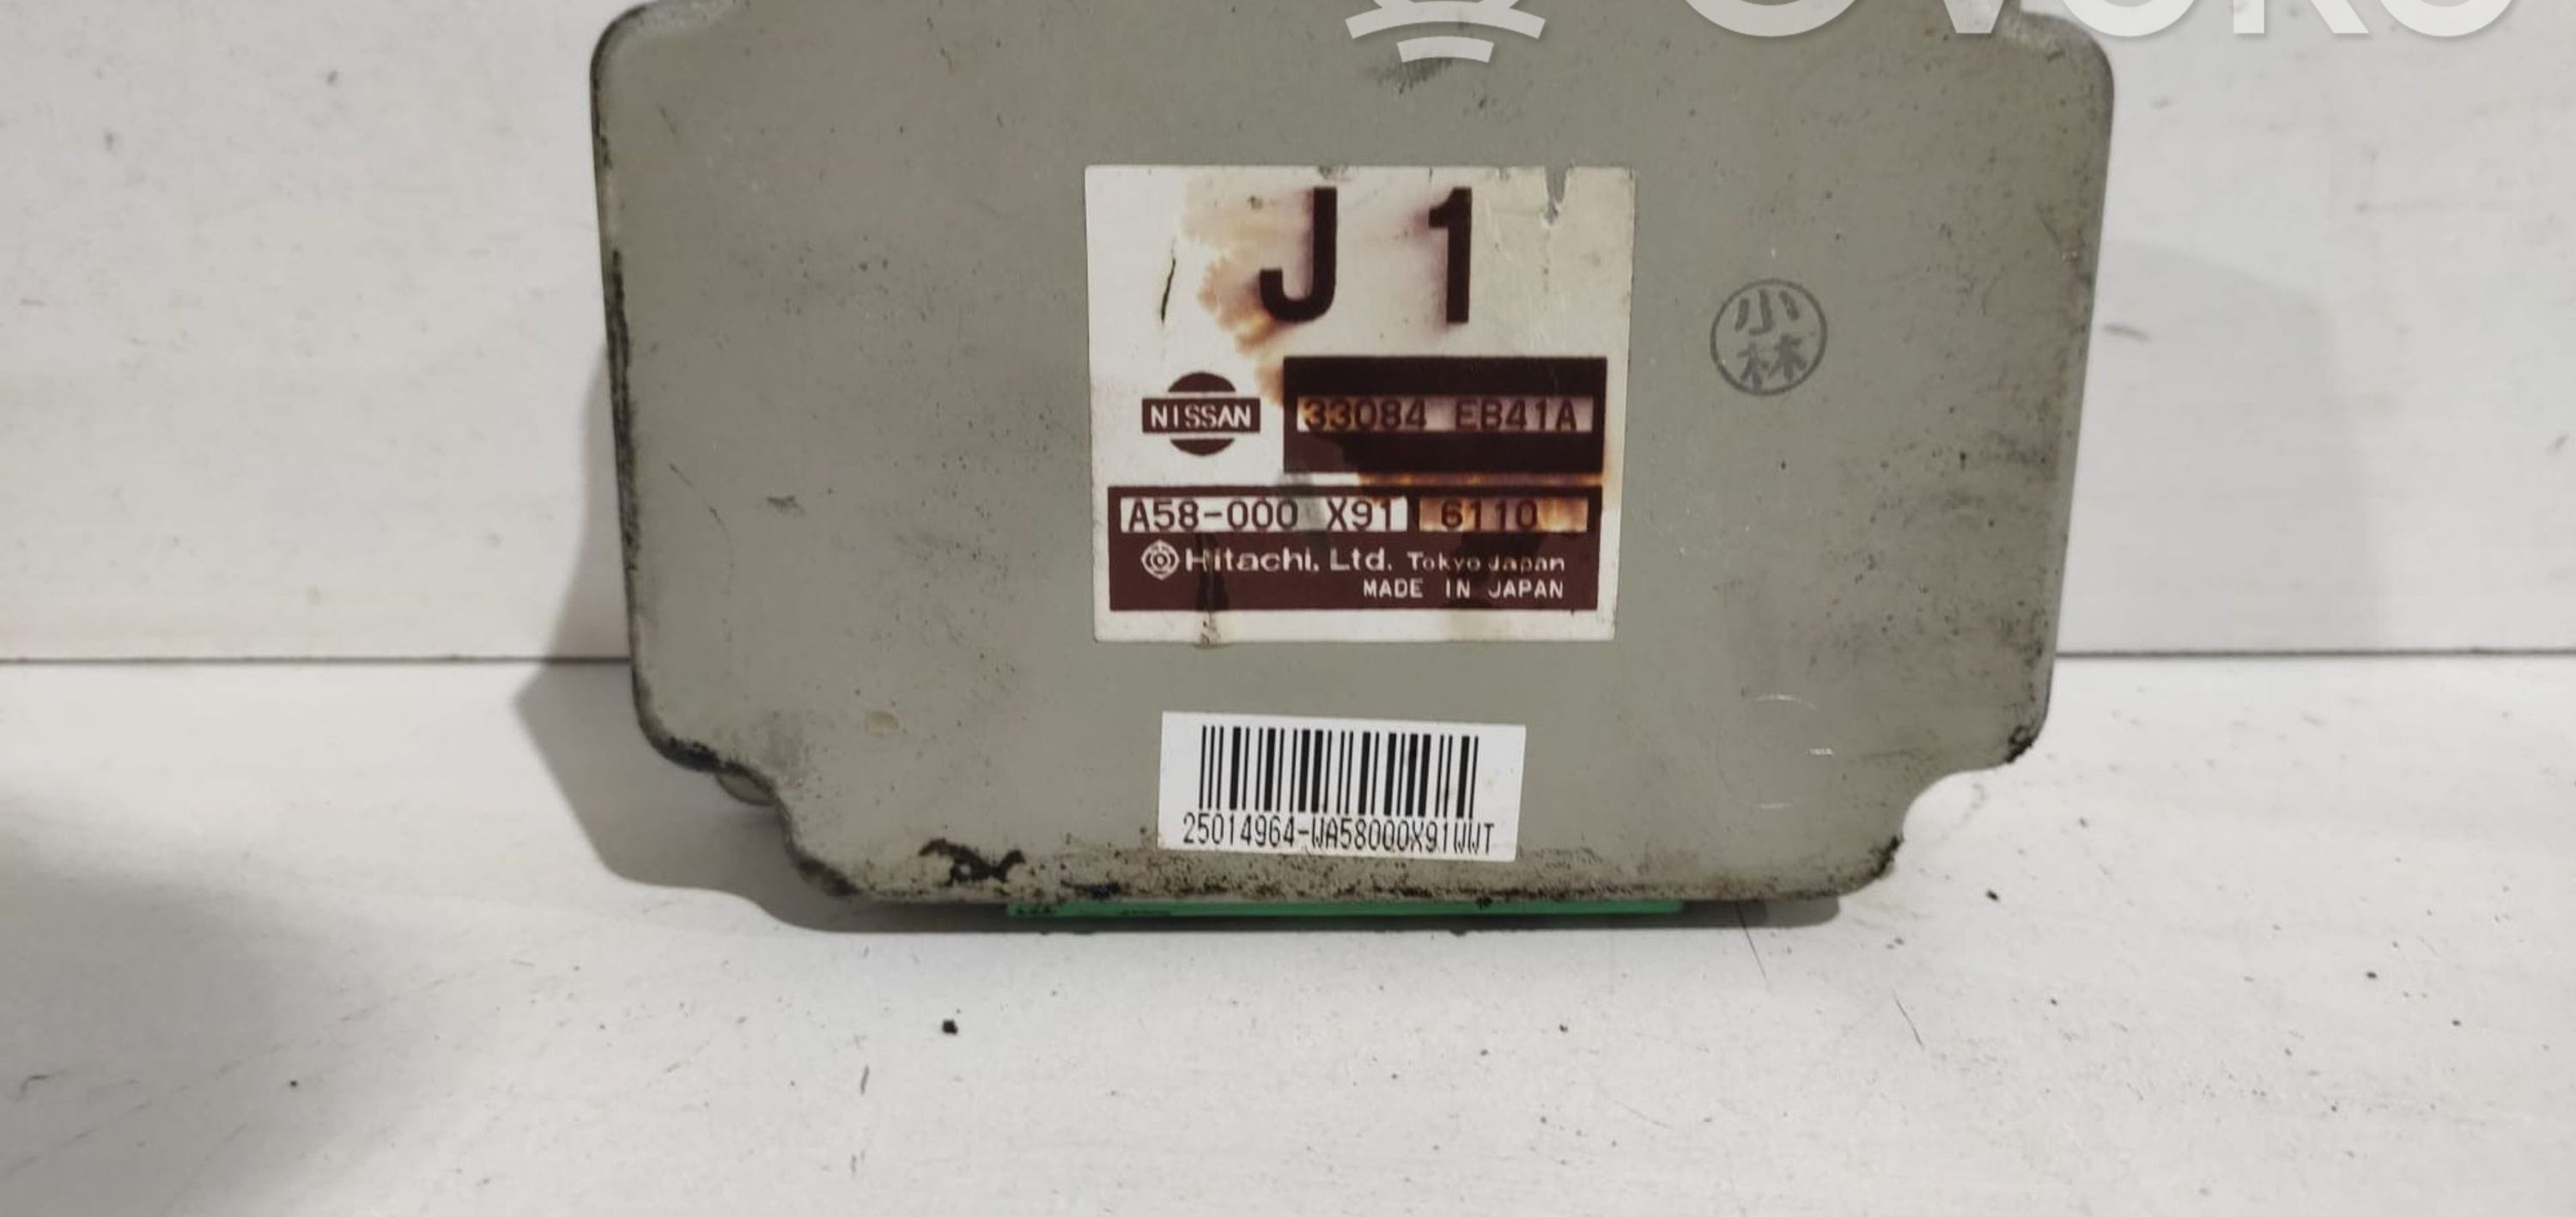 OVOKO
J 1
NISSAN
33084 EB41A
A58-000 X91 6110
Hitachi, Ltd. Tokyo Japan
MADE IN JAPAN
小林
25014964-WA58000X91WWT